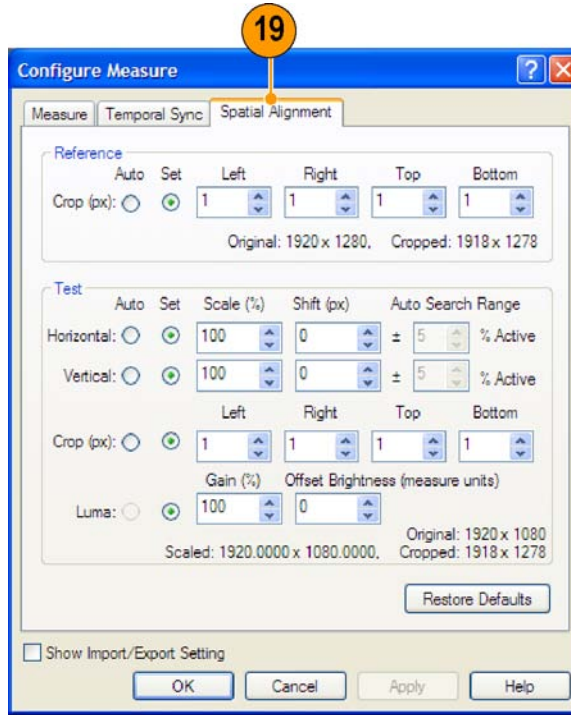 19
Configure Measure
Measure Temporal Sync Spatial Alignment
Reference
Auto Set Left Right Top Bottom
Crop (px): 1 1 1 1
Original: 1920 x 1280, Cropped: 1918 x 1278
Test
Auto Set Scale (%) Shift (px) Auto Search Range
Horizontal: 100 0 ± 5 % Active
Vertical: 100 0 ± 5 % Active
Left Right Top Bottom
Crop (px): 1 1 1 1
Gain (%) Offset Brightness (measure units)
Luma: 100 0
Original: 1920 x 1080
Scaled: 1920.0000 x 1080.0000, Cropped: 1918 x 1278
Restore Defaults
Show Import/Export Setting
OK Cancel Apply Help